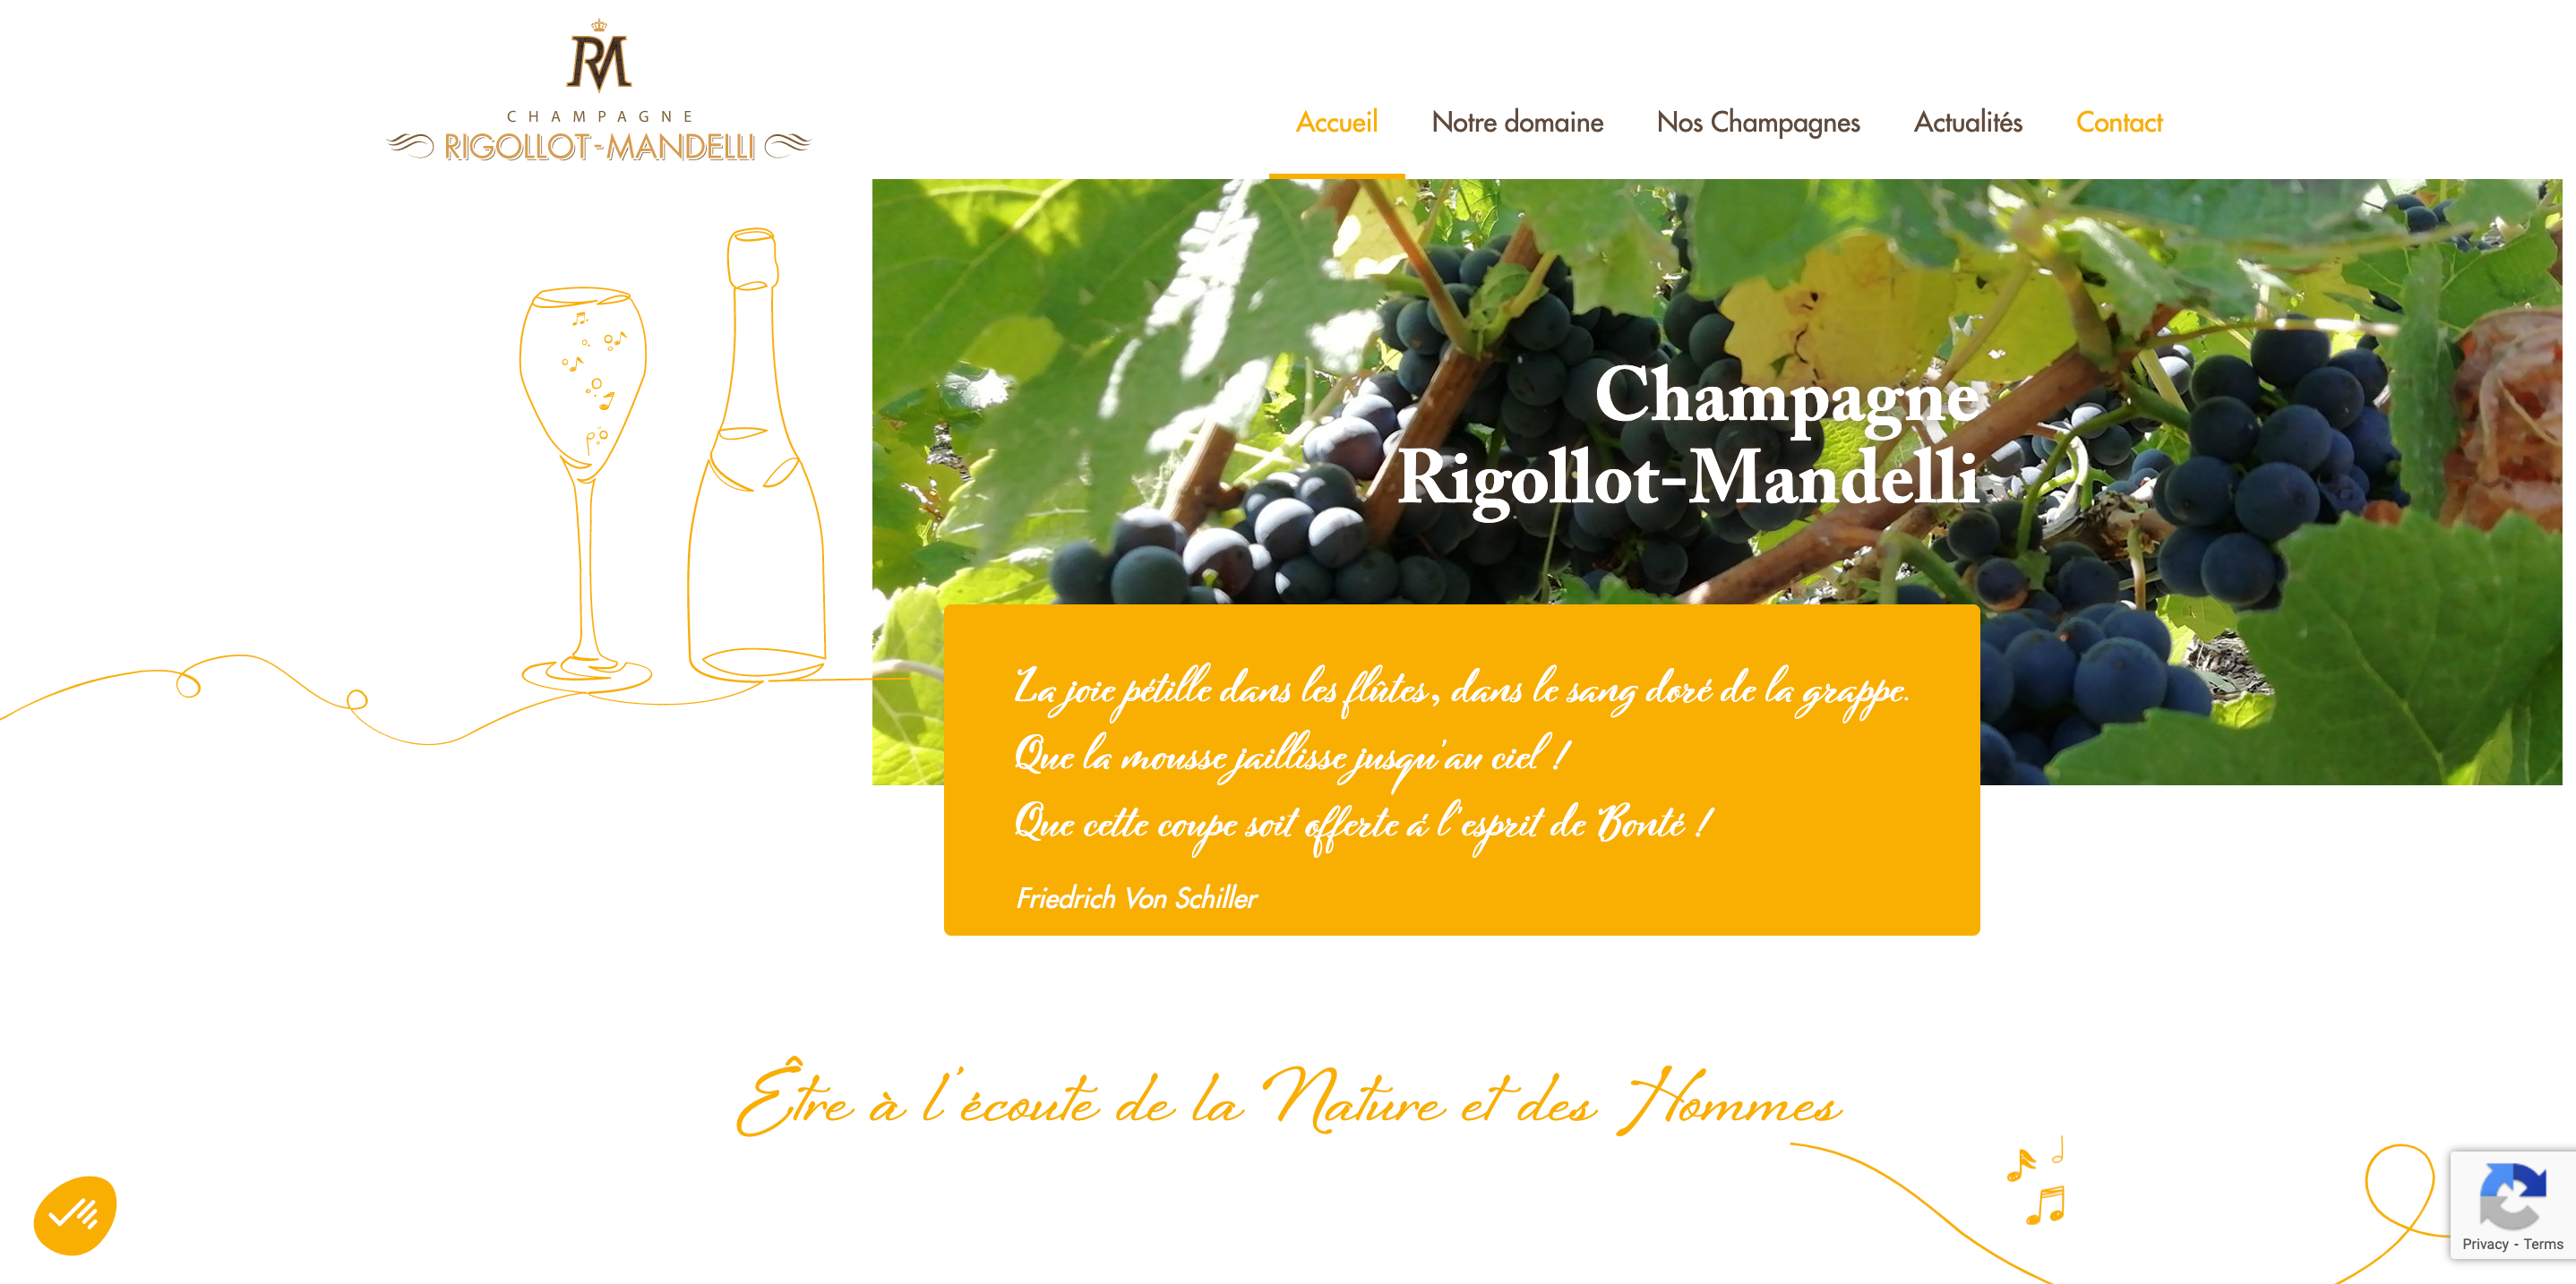 RM
CHAMPAGNE
RIGOLLOT-MANDELLI
Accueil
Notre domaine
Nos Champagnes
Actualités
Contact
Champagne
Rigollot-Mandelli
La joie pétille dans les flûtes, dans le sang doré de la grappe.
Que la mousse jaillisse jusqu'au ciel !
Que cette coupe soit offerte á l'esprit de Bonté !
Friedrich Von Schiller
Être à l'écoute de la Nature et des Hommes
Privacy - Terms